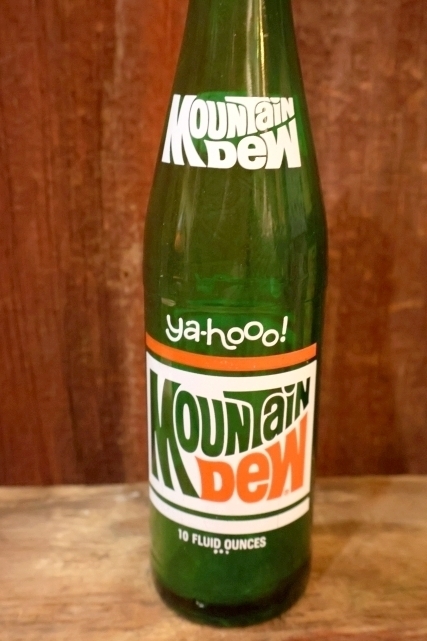 MOUNTaiN
DeW
ya-hooo!
MOUNTaiN
DeW
10 FLUID OUNCES